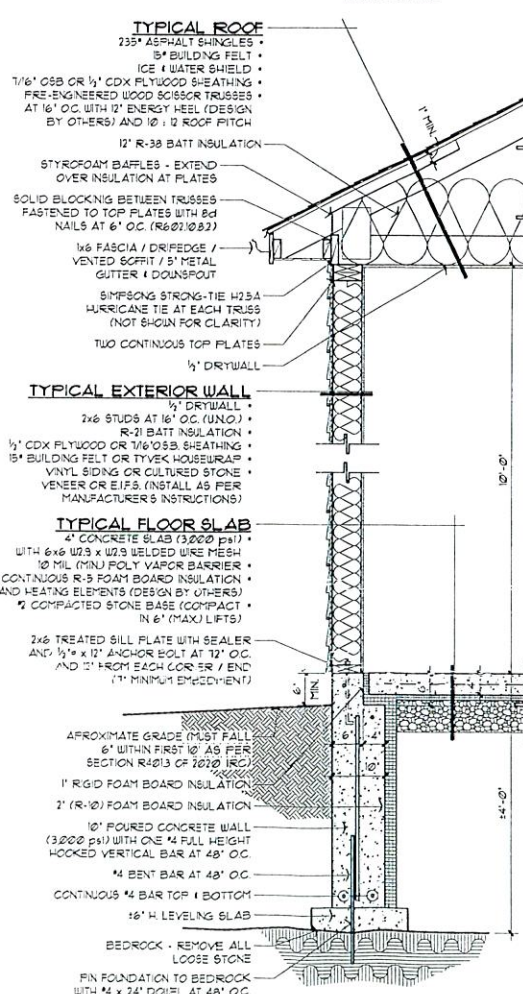 TYPICAL ROOF
235# ASPHALT SHINGLES •
15# BUILDING FELT •
ICE & WATER SHIELD •
7/16" OSB OR ½" CDX PLYWOOD SHEATHING •
PRE-ENGINEERED WOOD SCISSOR TRUSSES •
AT 16" O.C. WITH 12" ENERGY HEEL (DESIGN
BY OTHERS) AND 10 : 12 ROOF PITCH
1" MIN.
12" R-38 BATT INSULATION
STYROFOAM BAFFLES - EXTEND
OVER INSULATION AT PLATES
SOLID BLOCKING BETWEEN TRUSSES
FASTENED TO TOP PLATES WITH 8d
NAILS AT 6" O.C. (R602.10.8.2)
1x6 FASCIA / DRIPEDGE /
VENTED SOFFIT / 5" METAL
GUTTER & DOWNSPOUT
SIMPSONG STRONG-TIE H2.5A
HURRICANE TIE AT EACH TRUSS
(NOT SHOWN FOR CLARITY)
TWO CONTINUOUS TOP PLATES
½" DRYWALL
TYPICAL EXTERIOR WALL
½" DRYWALL •
2x6 STUDS AT 16" O.C. (U.N.O.) •
R-21 BATT INSULATION •
½" CDX PLYWOOD OR 7/16" O.S.B. SHEATHING •
15# BUILDING FELT OR TYVEK HOUSEWRAP •
VINYL SIDING OR CULTURED STONE •
VENEER OR E.I.F.S. (INSTALL AS PER
MANUFACTURERS INSTRUCTIONS)
10'-0"
TYPICAL FLOOR SLAB
4" CONCRETE SLAB (3,000 psi) •
WITH 6x6 W2.9 x W2.9 WELDED WIRE MESH
10 MIL (MIN) POLY VAPOR BARRIER •
CONTINUOUS R-5 FOAM BOARD INSULATION •
AND HEATING ELEMENTS (DESIGN BY OTHERS)
#2 COMPACTED STONE BASE (COMPACT •
IN 6" (MAX) LIFTS)
2x6 TREATED SILL PLATE WITH SEALER
AND ½"ø x 12" ANCHOR BOLT AT 72" O.C.
AND 12" FROM EACH CORNER / END
(7" MINIMUM EMBEDMENT)
6" MIN.
6" 4"
10"
6" 4"
APROXIMATE GRADE (MUST FALL
6" WITHIN FIRST 10' AS PER
SECTION R401.3 OF 2020 IRC)
1" RIGID FOAM BOARD INSULATION
2" (R-10) FOAM BOARD INSULATION
±4'-0"
10" POURED CONCRETE WALL
(3,000 psi) WITH ONE #4 FULL HEIGHT
HOOKED VERTICAL BAR AT 48" O.C.
#4 BENT BAR AT 48" O.C.
CONTINUOUS #4 BAR TOP & BOTTOM
±6" H. LEVELING SLAB
BEDROCK - REMOVE ALL
LOOSE STONE
PIN FOUNDATION TO BEDROCK
WITH #4 x 24" DOWEL AT 48" O.C.